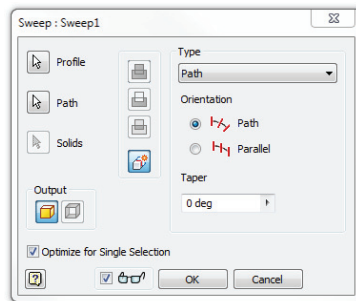 Sweep : Sweep1
Profile
Path
Solids
Output
Type
Path
Orientation
Path
Parallel
Taper
0 deg
Optimize for Single Selection
OK
Cancel